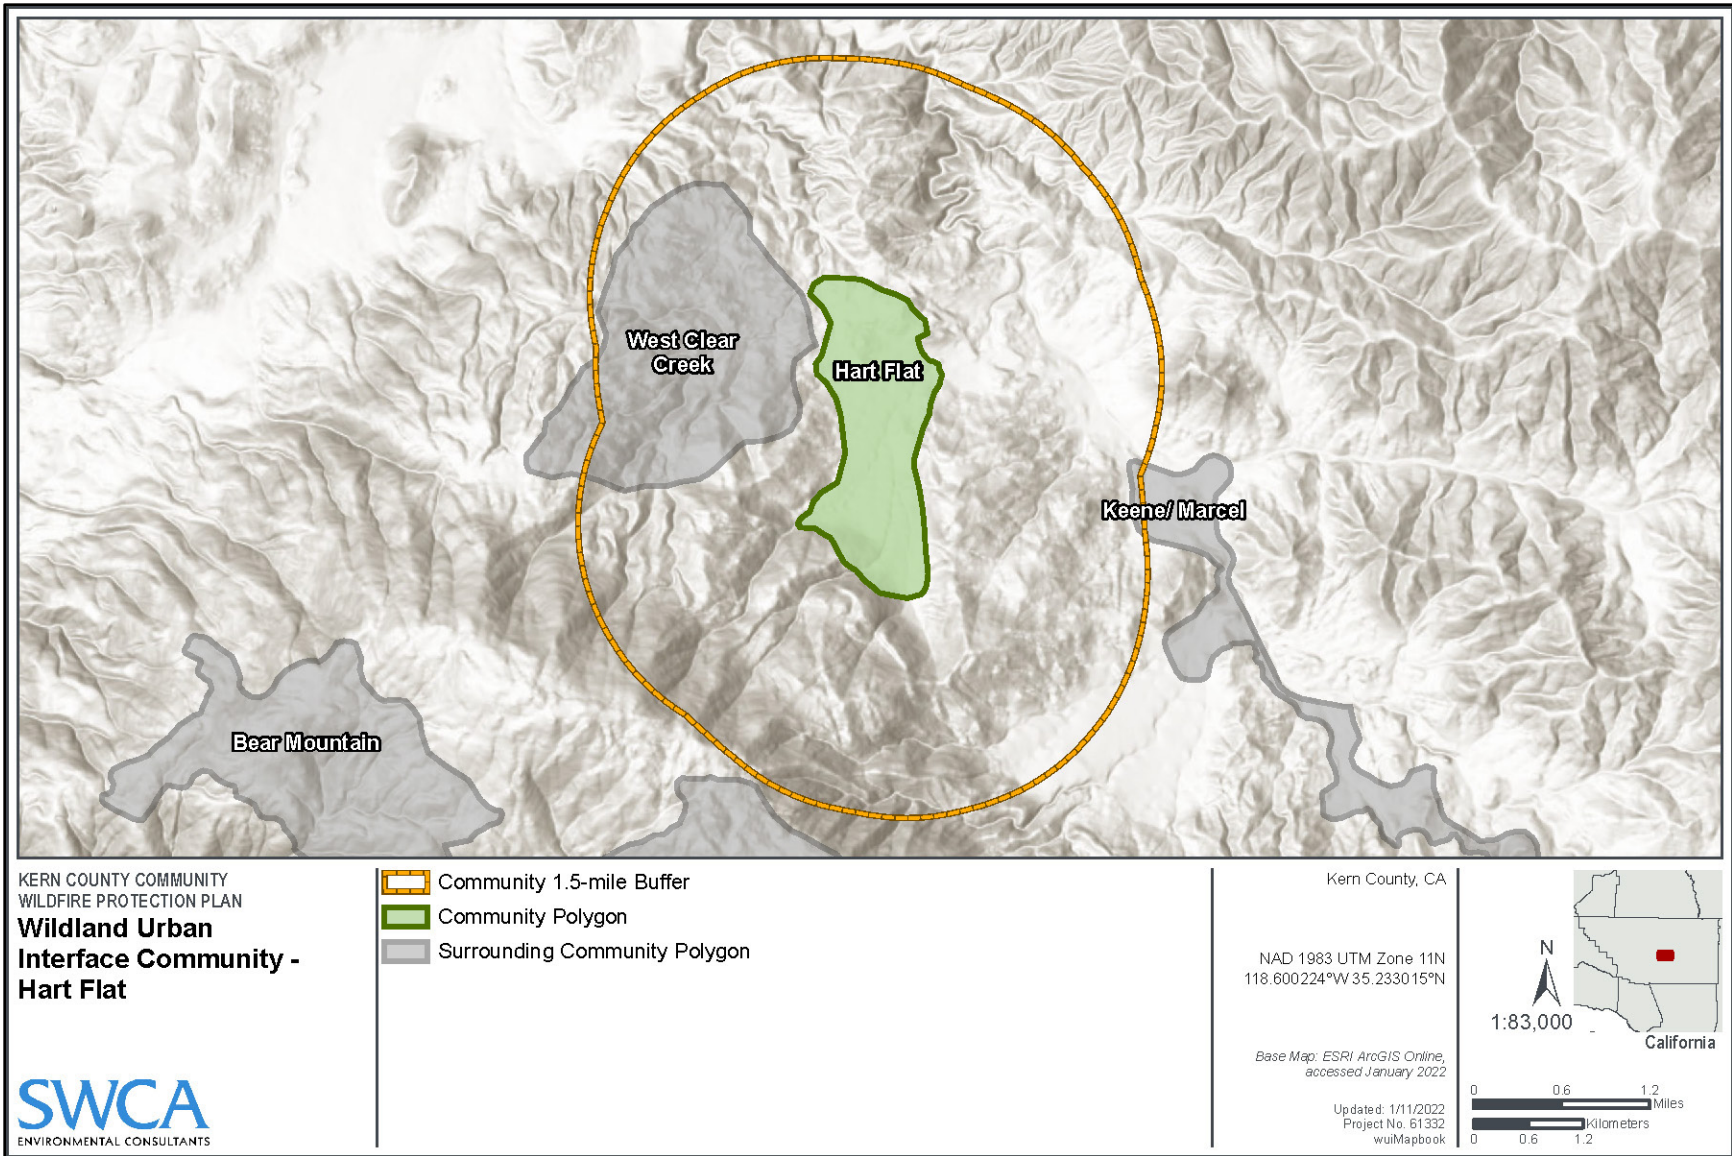 West Clear
Creek
Hart Flat
Keene/ Marcel
Bear Mountain
KERN COUNTY COMMUNITY
WILDFIRE PROTECTION PLAN
Wildland Urban
Interface Community -
Hart Flat
SWCA
ENVIRONMENTAL CONSULTANTS
Community 1.5-mile Buffer
Community Polygon
Surrounding Community Polygon
Kern County, CA
NAD 1983 UTM Zone 11N
118.600224°W 35.233015°N
Base Map: ESRI ArcGIS Online,
accessed January 2022
Updated: 1/11/2022
Project No. 61332
wuiMapbook
N
1:83,000
California
0 0.6 1.2
Miles
Kilometers
0 0.6 1.2